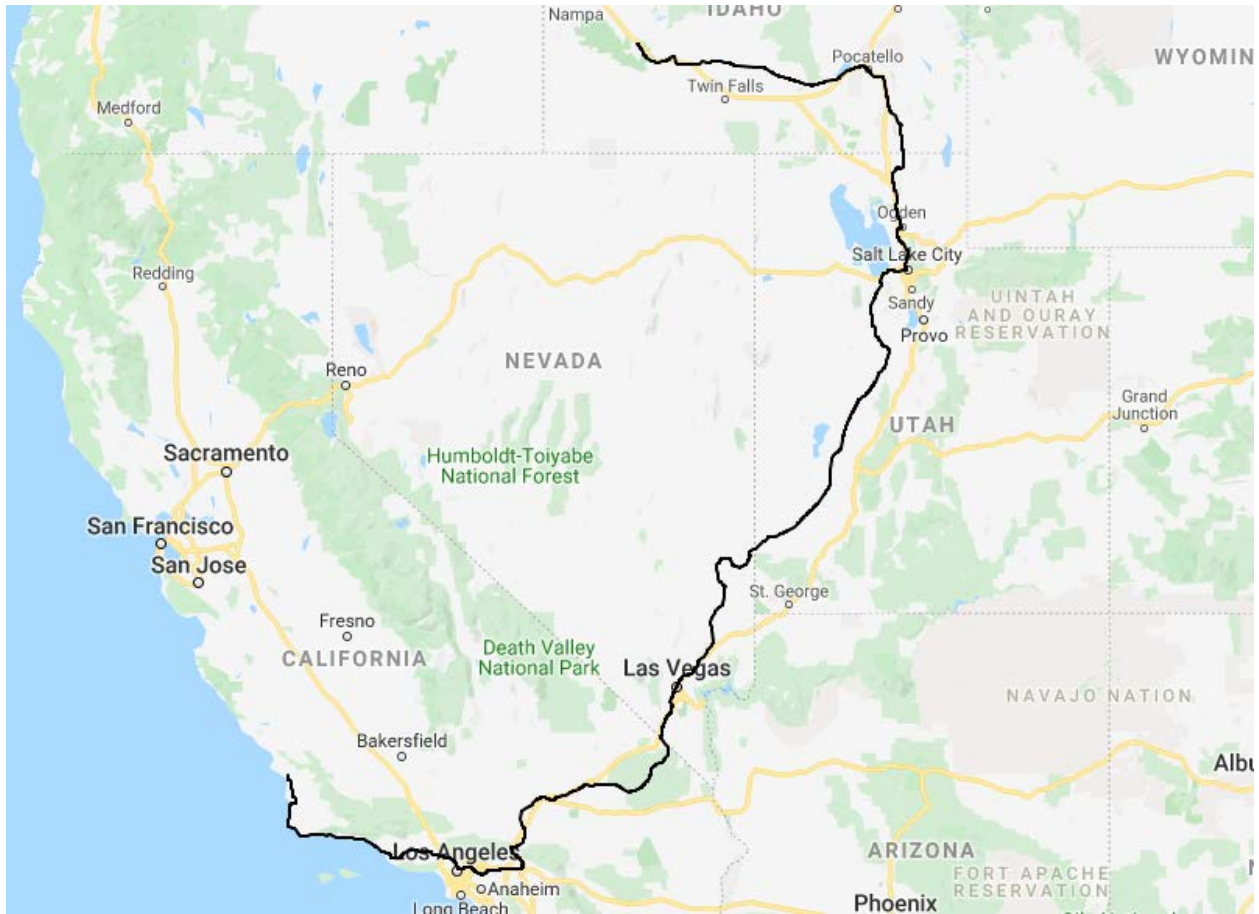 Nampa
IDAHO
WYOMIN
Pocatello
Twin Falls
Medford
Ogden
Salt Lake City
Redding
Sandy
UINTAH
AND OURAY
RESERVATION
Provo
NEVADA
Reno
Grand
Junction
UTAH
Sacramento
Humboldt-Toiyabe
National Forest
San Francisco
San Jose
St. George
Fresno
CALIFORNIA
Death Valley
National Park
Las Vegas
NAVAJO NATION
Bakersfield
Albu
Los Angeles
ARIZONA
Anaheim
FORT APACHE
RESERVATION
Long Beach
Phoenix